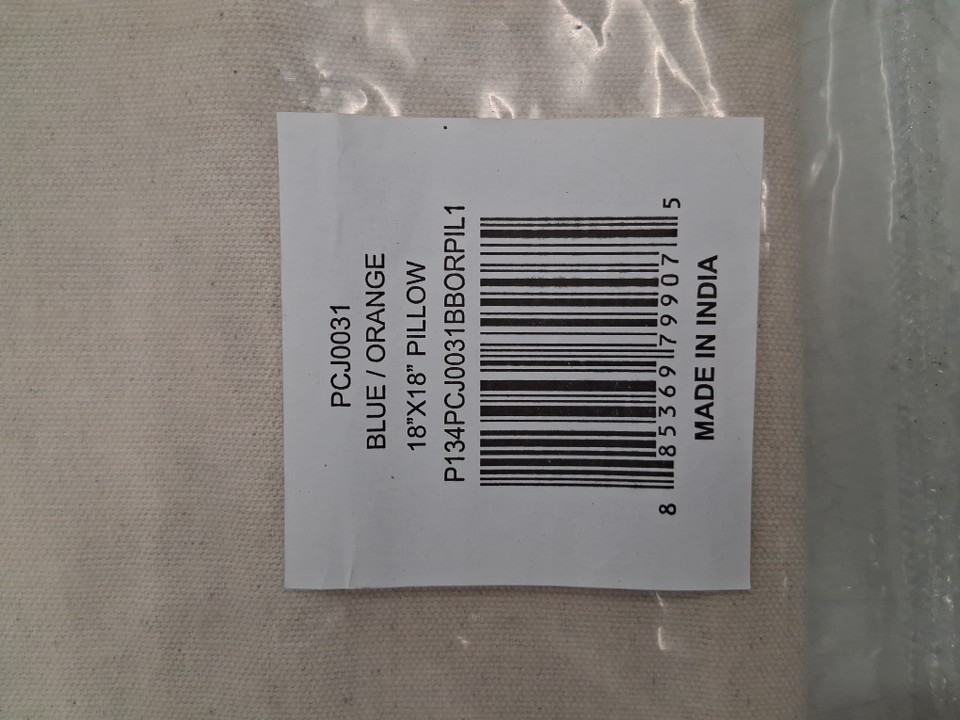 PCJ0031
BLUE / ORANGE
18"X18" PILLOW
P134PCJ0031BBORPIL1
8 85369 79907 5
MADE IN INDIA